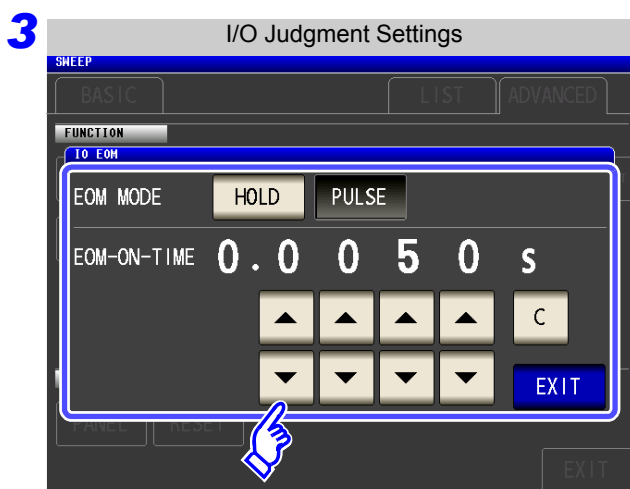 3
I/O Judgment Settings
SWEEP
BASIC LIST ADVANCED
FUNCTION
IO EOM
EOM MODE HOLD PULSE
EOM-ON-TIME 0.0050 s
C
EXIT
PANEL RESET
EXIT